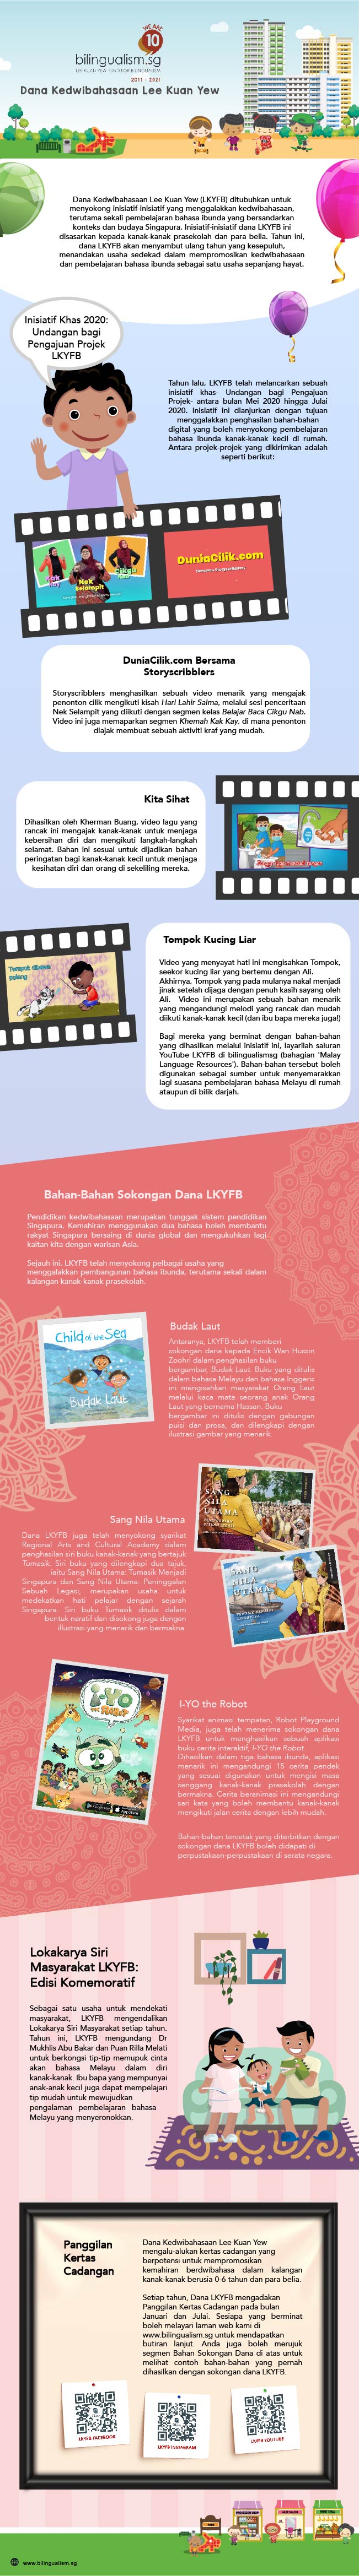 WE ARE
10
bilingualism.sg
LEE KUAN YEW FUND FOR BILINGUALISM
2011 - 2021
Dana Kedwibahasaan Lee Kuan Yew
Dana Kedwibahasaan Lee Kuan Yew (LKYFB) ditubuhkan untuk
menyokong inisiatif-inisiatif yang menggalakkan kedwibahasaan,
terutama sekali pembelajaran bahasa ibunda yang bersandarkan
konteks dan budaya Singapura. Inisiatif-inisiatif dana LKYFB ini
disasarkan kepada kanak-kanak prasekolah dan para belia. Tahun ini,
dana LKYFB akan menyambut ulang tahun yang kesepuluh,
menandakan usaha sedekad dalam mempromosikan kedwibahasaan
dan pembelajaran bahasa ibunda sebagai satu usaha sepanjang hayat.
Inisiatif Khas 2020:
Undangan bagi
Pengajuan Projek
LKYFB
Tahun lalu, LKYFB telah melancarkan sebuah
inisiatif khas- Undangan bagi Pengajuan
Projek- antara bulan Mei 2020 hingga Julai
2020. Inisiatif ini dianjurkan dengan tujuan
menggalakkan penghasilan bahan-bahan
digital yang boleh menyokong pembelajaran
bahasa ibunda kanak-kanak kecil di rumah.
Antara projek-projek yang dikirimkan adalah
seperti berikut:
Kak Kay
Nek Selampit
Cikgu Nab
DuniaCilik.com
Bersama Storyscribblers
DuniaCilik.com Bersama
Storyscribblers
Storyscribblers menghasilkan sebuah video menarik yang mengajak
penonton cilik mengikuti kisah Hari Lahir Salma, melalui sesi penceritaan
Nek Selampit yang diikuti dengan segmen kelas Belajar Baca Cikgu Nab.
Video ini juga memaparkan segmen Khemah Kak Kay, di mana penonton
diajak membuat sebuah aktiviti kraf yang mudah.
Kita Sihat
Dihasilkan oleh Kherman Buang, video lagu yang
rancak ini mengajak kanak-kanak untuk menjaga
kebersihan diri dan mengikuti langkah-langkah
selamat. Bahan ini sesuai untuk dijadikan bahan
peringatan bagi kanak-kanak kecil untuk menjaga
kesihatan diri dan orang di sekeliling mereka.
Tompok dibawa
pulang
Tompok Kucing Liar
Video yang menyayat hati ini mengisahkan Tompok,
seekor kucing liar yang bertemu dengan Ali.
Akhirnya, Tompok yang pada mulanya nakal menjadi
jinak setelah dijaga dengan penuh kasih sayang oleh
Ali. Video ini merupakan sebuah bahan menarik
yang mengandungi melodi yang rancak dan mudah
diikuti kanak-kanak kecil (dan ibu bapa mereka juga!)
Bagi mereka yang berminat dengan bahan-bahan
yang dihasilkan melalui inisiatif ini, layarilah saluran
YouTube LKYFB di bilingualismsg (bahagian 'Malay
Language Resources'). Bahan-bahan tersebut boleh
digunakan sebagai sumber untuk menyemarakkan
lagi suasana pembelajaran bahasa Melayu di rumah
ataupun di bilik darjah.
Bahan-Bahan Sokongan Dana LKYFB
Pendidikan kedwibahasaan merupakan tunggak sistem pendidikan
Singapura. Kemahiran menggunakan dua bahasa boleh membantu
rakyat Singapura bersaing di dunia global dan mengukuhkan lagi
kaitan kita dengan warisan Asia.
Sejauh ini, LKYFB telah menyokong pelbagai usaha yang
menggalakkan pembangunan bahasa ibunda, terutama sekali dalam
kalangan kanak-kanak prasekolah.
Child of the Sea
Budak Laut
Budak Laut
Antaranya, LKYFB telah memberi
sokongan dana kepada Encik Wan Hussin
Zoohri dalam penghasilan buku
bergambar, Budak Laut. Buku yang ditulis
dalam bahasa Melayu dan bahasa Inggeris
ini mengisahkan masyarakat Orang Laut
melalui kaca mata seorang anak Orang
Laut yang bernama Hassan. Buku
bergambar ini ditulis dengan gabungan
puisi dan prosa, dan dilengkapi dengan
ilustrasi gambar yang menarik.
SANG NILA UTAMA
Sang Nila Utama
Dana LKYFB juga telah menyokong syarikat
Regional Arts and Cultural Academy dalam
penghasilan siri buku kanak-kanak yang bertajuk
Tumasik. Siri buku yang dilengkapi dua tajuk,
iaitu Sang Nila Utama: Tumasik Menjadi
Singapura dan Sang Nila Utama: Peninggalan
Sebuah Legasi, merupakan usaha untuk
medekatkan hati pelajar dengan sejarah
Singapura. Siri buku Tumasik ditulis dalam
bentuk naratif dan disokong juga dengan
illustrasi yang menarik dan bermakna.
SANG NILA UTAMA
I-YO
THE ROBOT
I-YO the Robot
Syarikat animasi tempatan, Robot Playground
Media, juga telah menerima sokongan dana
LKYFB untuk menghasilkan sebuah aplikasi
buku cerita interaktif, I-YO the Robot.
Dihasilkan dalam tiga bahasa ibunda, aplikasi
menarik ini mengandungi 15 cerita pendek
yang sesuai digunakan untuk mengisi masa
senggang kanak-kanak prasekolah dengan
bermakna. Cerita beranimasi ini mengandungi
sari kata yang boleh membantu kanak-kanak
mengikuti jalan cerita dengan lebih mudah.
Bahan-bahan tercetak yang diterbitkan dengan
sokongan dana LKYFB boleh didapati di
perpustakaan-perpustakaan di serata negara.
Lokakarya Siri
Masyarakat LKYFB:
Edisi Komemoratif
Sebagai satu usaha untuk mendekati
masyarakat, LKYFB mengendalikan
Lokakarya Siri Masyarakat setiap tahun.
Tahun ini, LKYFB mengundang Dr
Mukhlis Abu Bakar dan Puan Rilla Melati
untuk berkongsi tip-tip memupuk cinta
akan bahasa Melayu dalam diri
kanak-kanak. Ibu bapa yang mempunyai
anak-anak kecil juga dapat mempelajari
tip mudah untuk mewujudkan
pengalaman pembelajaran bahasa
Melayu yang menyeronokkan.
Panggilan
Kertas
Cadangan
Dana Kedwibahasaan Lee Kuan Yew
mengalu-alukan kertas cadangan yang
berpotensi untuk mempromosikan
kemahiran berdwibahasa dalam kalangan
kanak-kanak berusia 0-6 tahun dan para belia.
Setiap tahun, Dana LKYFB mengadakan
Panggilan Kertas Cadangan pada bulan
Januari dan Julai. Sesiapa yang berminat
boleh melayari laman web kami di
www.bilingualism.sg untuk mendapatkan
butiran lanjut. Anda juga boleh merujuk
segmen Bahan Sokongan Dana di atas untuk
melihat contoh bahan-bahan yang pernah
dihasilkan dengan sokongan dana LKYFB.
LKYFB FACEBOOK
LKYFB INSTAGRAM
LKYFB YOUTUBE
www.bilingualism.sg